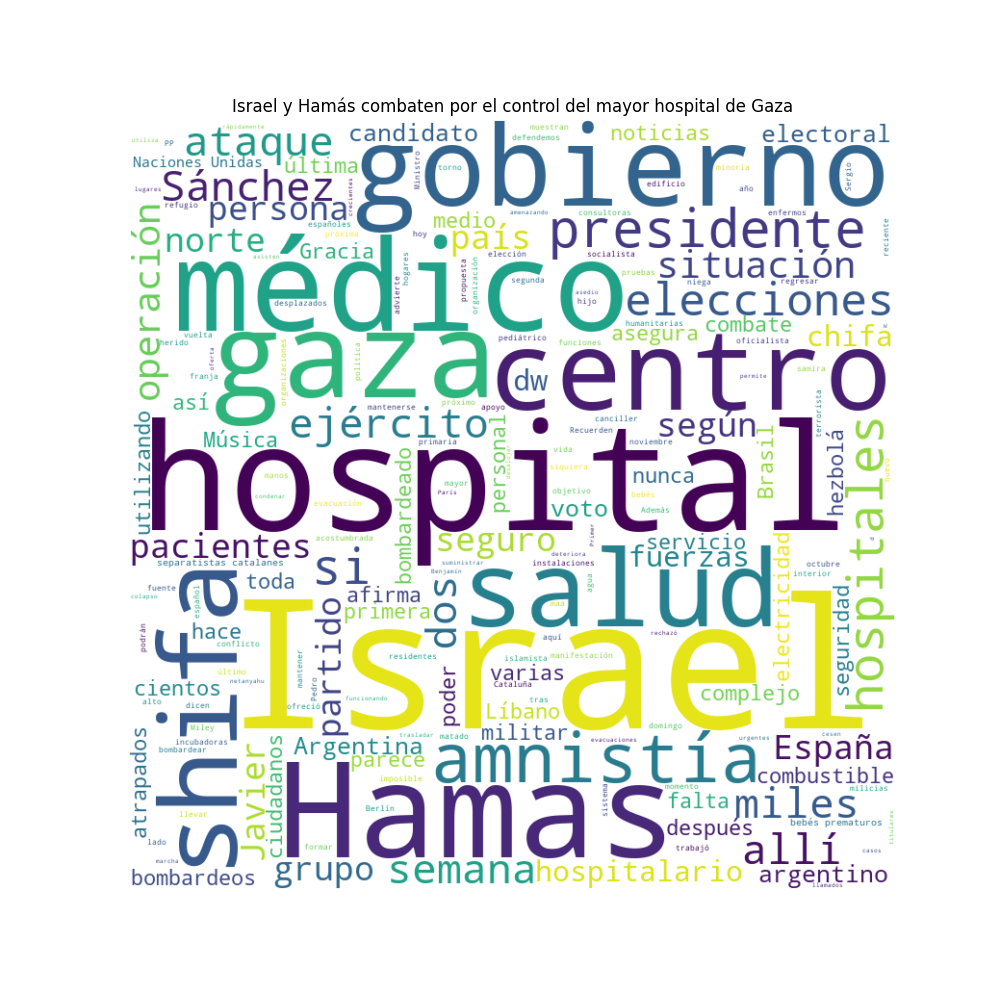 Israel y Hamás combaten por el control del mayor hospital de Gaza
utiliza
PP
rápidamente
ataque
candidato
muestran
defendemos
noticias
electoral
Naciones Unidas
última
gobierno
Ministro
torno
minoría
edificio
año
Sergio
lugares
Sánchez
crecientes
refugio
persona
españoles
medio
amenazando
consultoras
presidente
enfermos
reciente
operación
norte
próxima
Gracia
hoy
país
elección
socialista
situación
asisten
médico
hogares
advierte
propuesta
organización
segunda
pruebas
niega
regresar
desplazados
asedio
hijo
elecciones
vuelta
herido
gaza
pediátrico
humanitarias
funciones
asegura
combate
oficialista
chifa
franja
oferta
organizaciones
política
centro
dw
permite
samira
terrorista
así
mantenerse
próximo
apoyo
utilizando
Música
ejército
primaria
canciller
Recuerden
según
noviembre
hospital
personal
vida
siquiera
nunca
Brasil
hezbolá
hospitales
nuevo
manos
condenar
evacuación
mayor
París
objetivo
bebés
voto
Además
acostumbrada
bombardeado
pacientes
seguro
Primer
servicio
separatistas catalanes
si
deteriora
instalaciones
fuerzas
electricidad
octubre
interior
fuente
toda
Benjamín
suministrar
colapso
español
afirma
salud
agua
shifa
primera
dos
maa
seguridad
podrán
hace
conflicto
Israel
partido
aquí
rechazó
residentes
islamista
manifestación
último
mantener
cientos
netanyahu
poder
varias
Cataluña
complejo
alto
dicen
Pedro
funcionando
ofreció
tras
Líbano
Miley
domingo
atrapados
incubadoras
bombardear
Javier
ciudadanos
Argentina
trasladar
matado
militar
evacuaciones
urgentes
cesen
parece
amnistía
España
imposible
combustible
milicias
llevar
Hamas
Berlín
sistema
momento
falta
miles
bebés prematuros
titulares
lado
formar
después
trabajó
marcha
allí
casos
bombardeos
grupo
semana
hospitalario
argentino
llamados